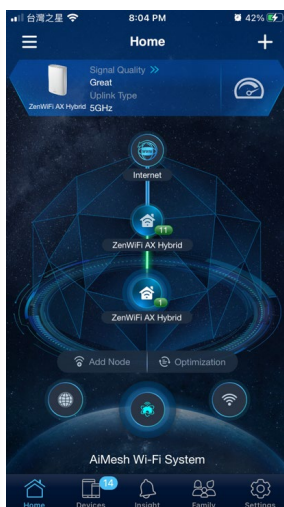 台灣之星 8:04 PM 42%
Home
Signal Quality >>
Great
Uplink Type
ZenWiFi AX Hybrid 5GHz
Internet
11
ZenWiFi AX Hybrid
1
ZenWiFi AX Hybrid
Add Node Optimization
AiMesh Wi-Fi System
14
Home Devices Insight Family Settings